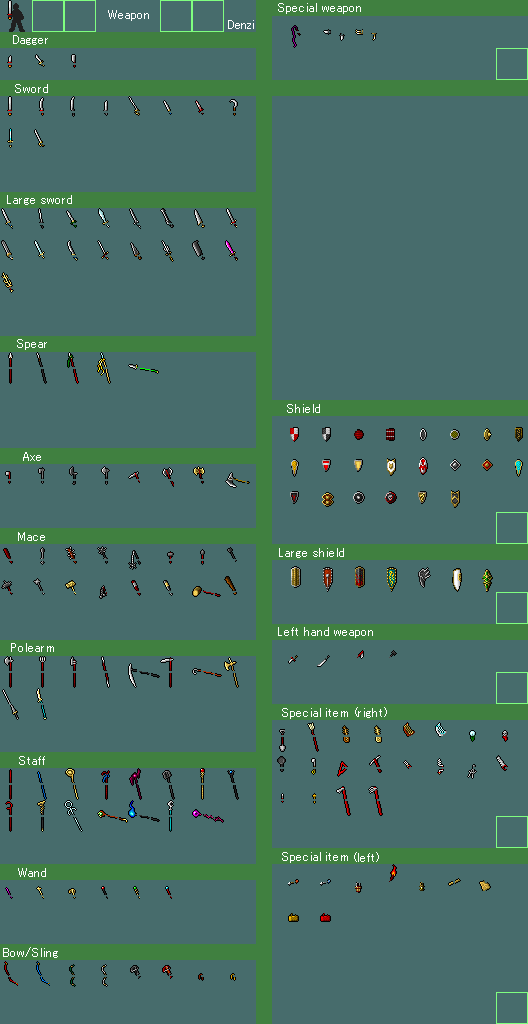 Weapon
Denzi
Dagger
Sword
Large sword
Spear
Axe
Mace
Polearm
Staff
Wand
Bow/Sling
Special weapon
Shield
Large shield
Left hand weapon
Special item (right)
Special item (left)